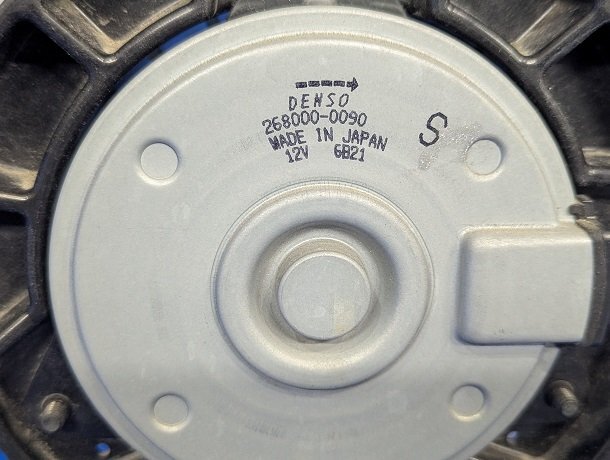 DENSO
268000-0090
S
MADE IN JAPAN
12V 6B21